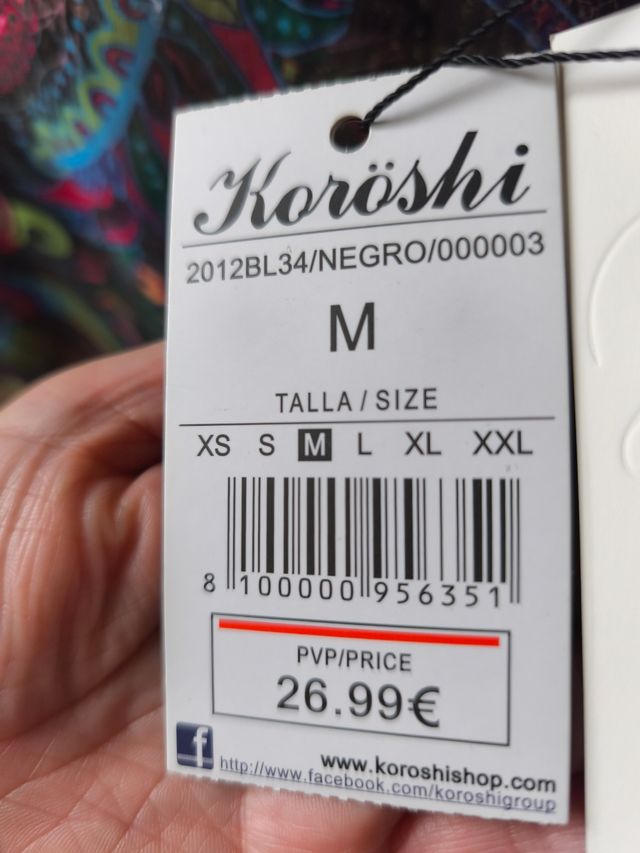 Koröshi
2012BL34/NEGRO/000003
M
TALLA / SIZE
XS S M L XL XXL
8 100000 956351
PVP/PRICE
26.99€
www.koroshishop.com
f http://www.facebook.com/koroshigroup